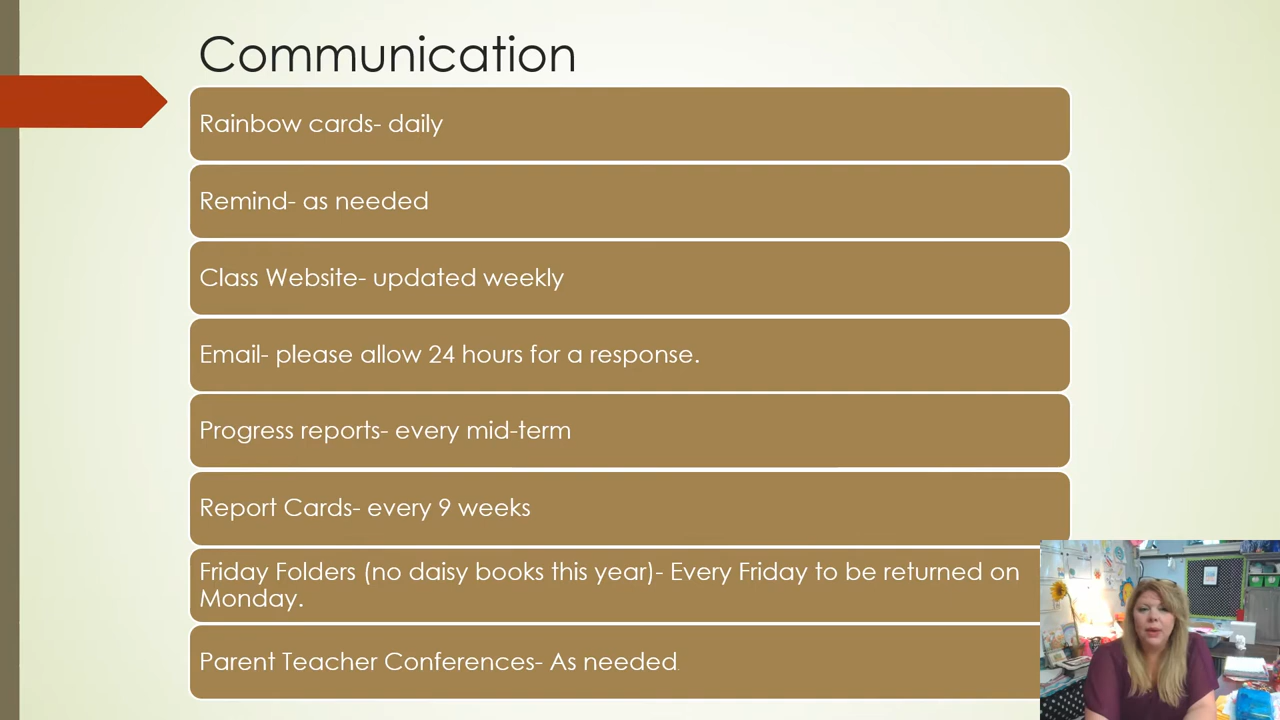 Communication
Rainbow cards- daily
Remind- as needed
Class Website- updated weekly
Email- please allow 24 hours for a response.
Progress reports- every mid-term
Report Cards- every 9 weeks
Friday Folders (no daisy books this year)- Every Friday to be returned on
Monday.
Parent Teacher Conferences- As needed.